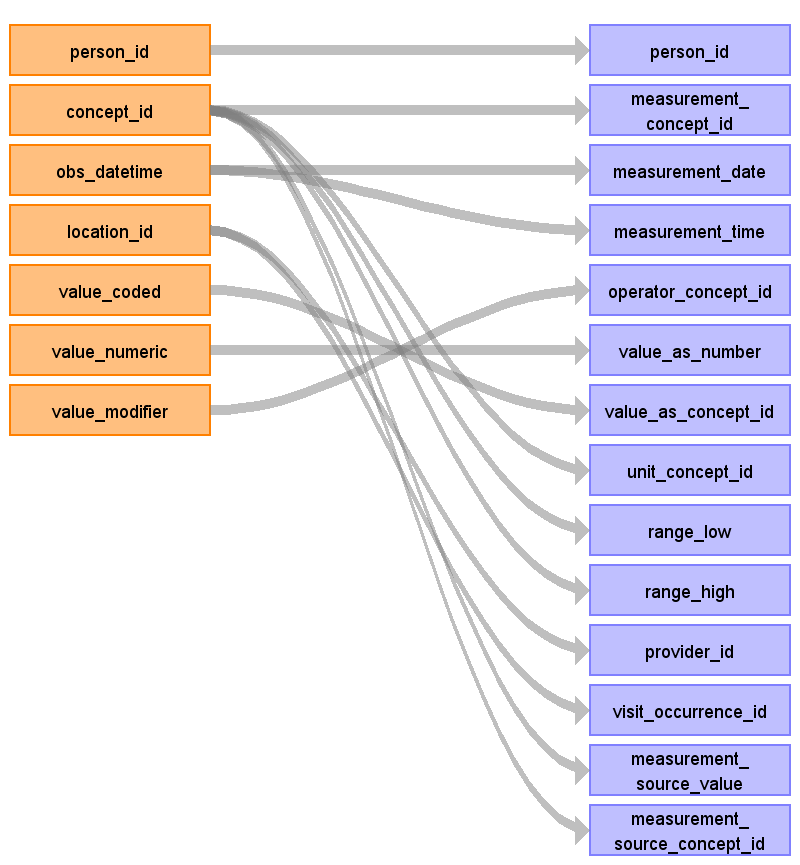 person_id
concept_id
obs_datetime
location_id
value_coded
value_numeric
value_modifier
person_id
measurement_
concept_id
measurement_date
measurement_time
operator_concept_id
value_as_number
value_as_concept_id
unit_concept_id
range_low
range_high
provider_id
visit_occurrence_id
measurement_
source_value
measurement_
source_concept_id